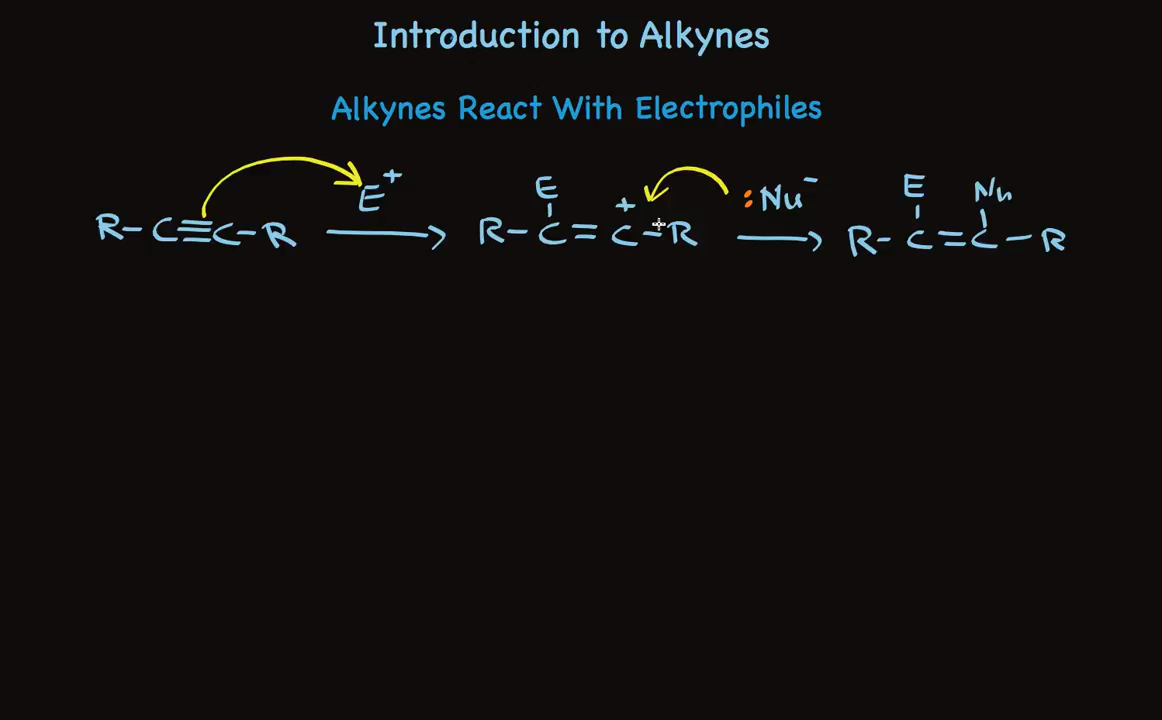 Introduction to Alkynes
Alkynes React With Electrophiles
E⁺ E :Nu⁻ E Nu
R-C≡C-R → R-C=C⁺-R → R-C=C-R